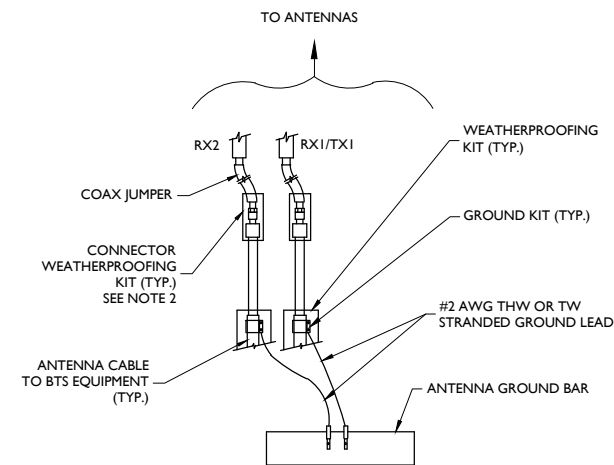 TO ANTENNAS
RX2
RX1/TX1
WEATHERPROOFING
KIT (TYP.)
COAX JUMPER
GROUND KIT (TYP.)
CONNECTOR
WEATHERPROOFING
KIT (TYP.)
SEE NOTE 2
#2 AWG THW OR TW
STRANDED GROUND LEAD
ANTENNA CABLE
TO BTS EQUIPMENT
(TYP.)
ANTENNA GROUND BAR